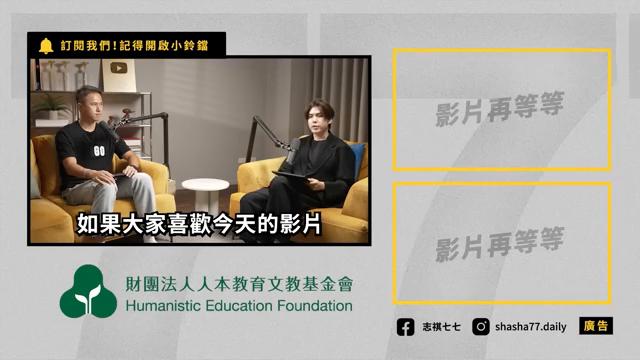 訂閱我們!記得開啟小鈴鐺
GO
如果大家喜歡今天的影片
影片再等等
影片再等等
財團法人人本教育文教基金會
Humanistic Education Foundation
志祺七七
shasha77.daily
廣告